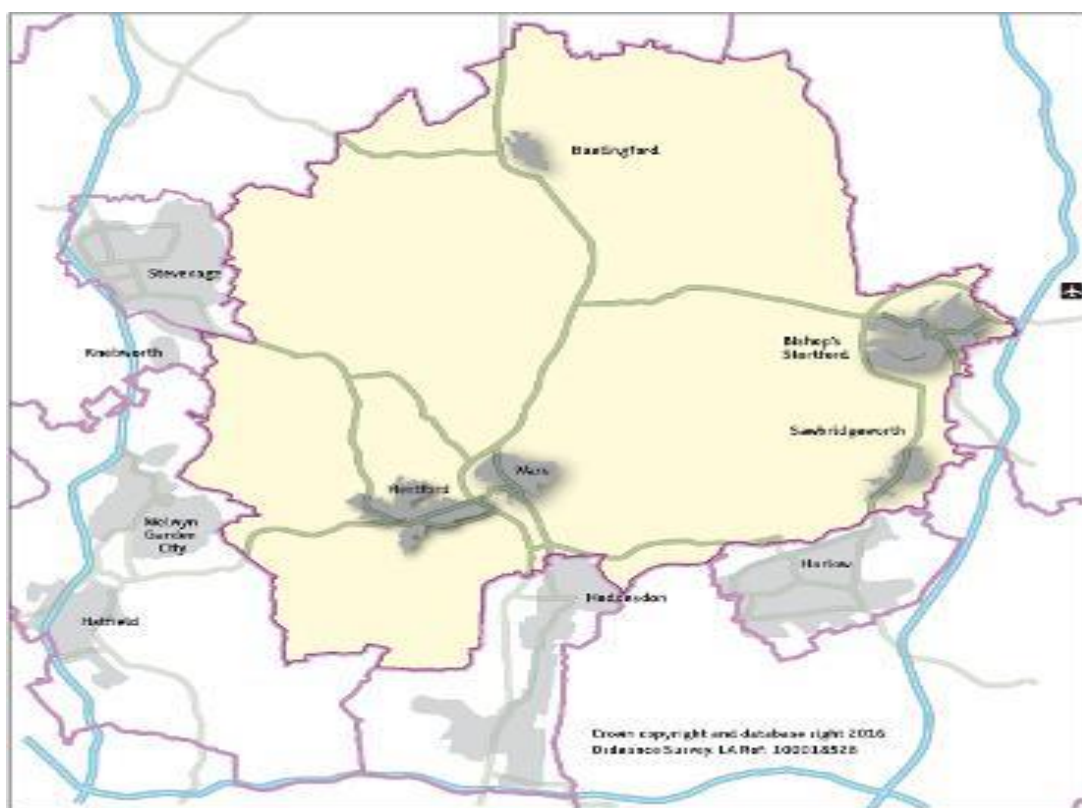 Buntingford
Stevenage
Knebworth
Bishop's
Stortford
Sawbridgeworth
Ware
Hertford
Welwyn
Garden
City
Harlow
Hoddesdon
Hatfield
Crown copyright and database right 2016
Ordnance Survey. LA Ref: 100018528